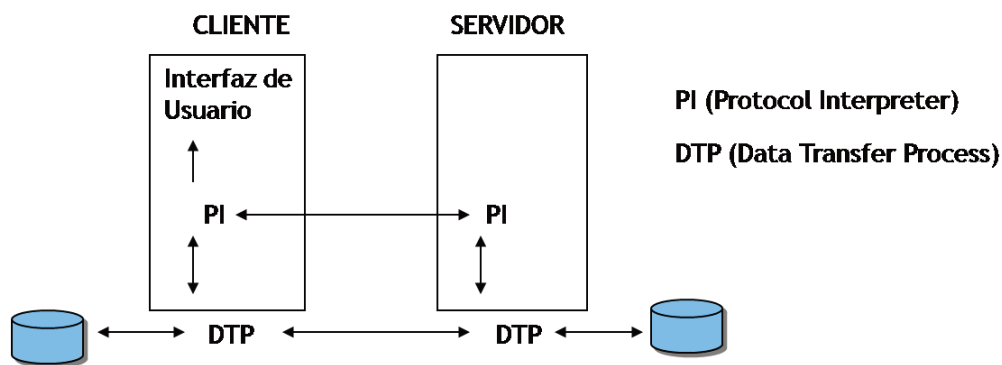 CLIENTE
SERVIDOR
Interfaz de
Usuario
PI
PI
DTP
DTP
PI (Protocol Interpreter)
DTP (Data Transfer Process)